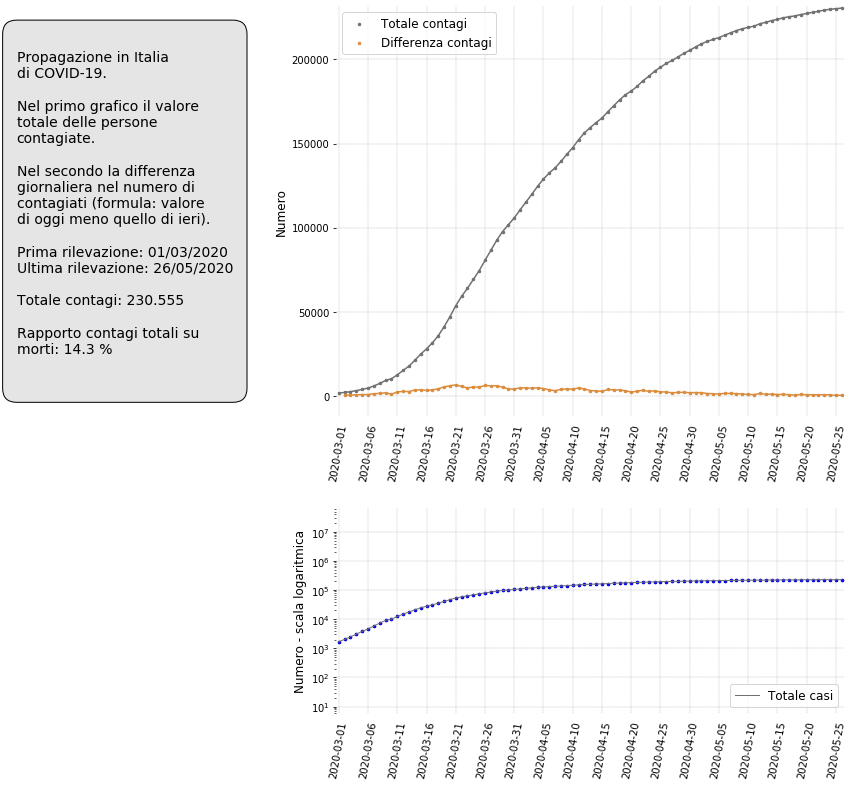 Propagazione in Italia
di COVID-19.
Nel primo grafico il valore
totale delle persone
contagiate.
Nel secondo la differenza
giornaliera nel numero di
contagiati (formula: valore
di oggi meno quello di ieri).
Prima rilevazione: 01/03/2020
Ultima rilevazione: 26/05/2020
Totale contagi: 230.555
Rapporto contagi totali su
morti: 14.3 %
Totale contagi
Differenza contagi
Numero
200000
150000
100000
50000
0
2020-03-01
2020-03-06
2020-03-11
2020-03-16
2020-03-21
2020-03-26
2020-03-31
2020-04-05
2020-04-10
2020-04-15
2020-04-20
2020-04-25
2020-04-30
2020-05-05
2020-05-10
2020-05-15
2020-05-20
2020-05-25
Numero - scala logaritmica
10⁷
10⁶
10⁵
10⁴
10³
10²
10¹
Totale casi
2020-03-01
2020-03-06
2020-03-11
2020-03-16
2020-03-21
2020-03-26
2020-03-31
2020-04-05
2020-04-10
2020-04-15
2020-04-20
2020-04-25
2020-04-30
2020-05-05
2020-05-10
2020-05-15
2020-05-20
2020-05-25